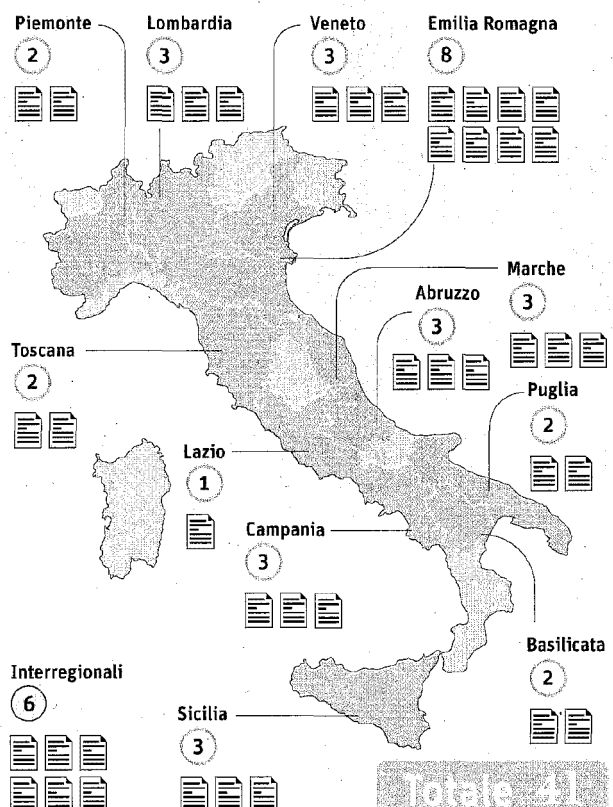 Piemonte
2
Lombardia
3
Veneto
3
Emilia Romagna
8
Marche
3
Abruzzo
3
Toscana
2
Puglia
2
Lazio
1
Campania
3
Basilicata
2
Interregionali
6
Sicilia
3
Totale 41